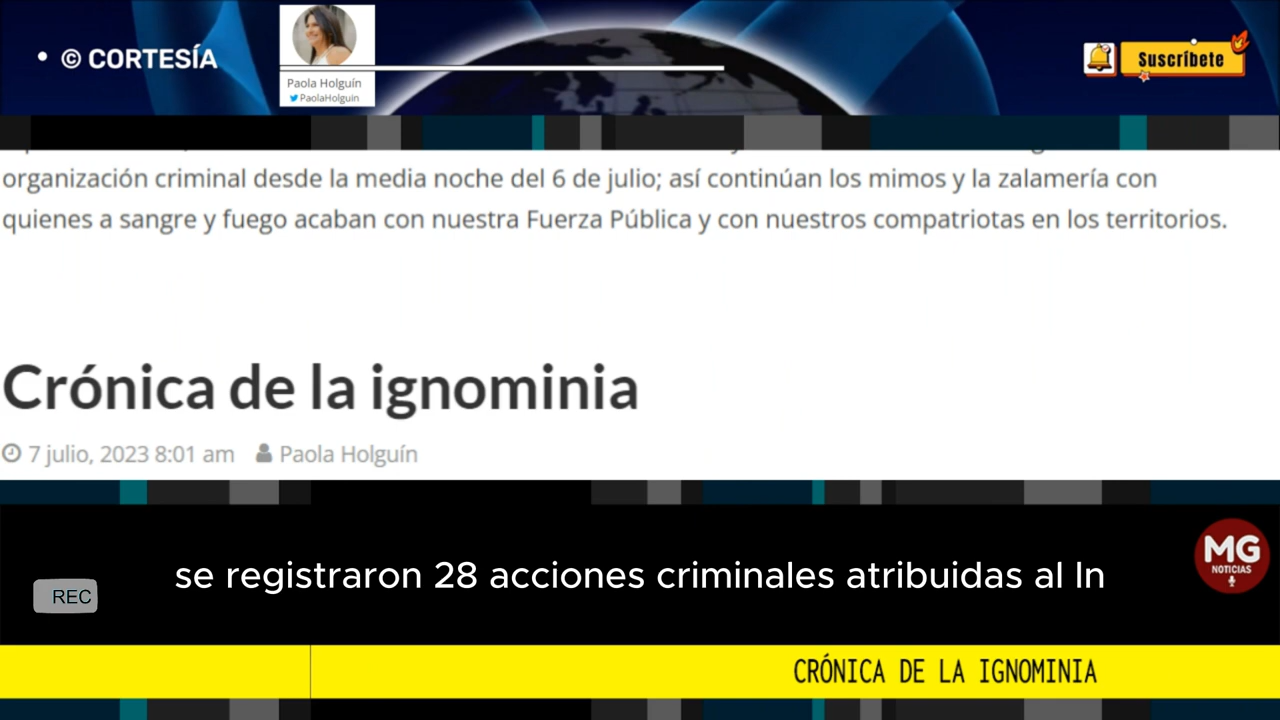 • © CORTESÍA
Paola Holguín
PaolaHolguin
Suscríbete
organización criminal desde la media noche del 6 de julio; así continúan los mimos y la zalamería con
quienes a sangre y fuego acaban con nuestra Fuerza Pública y con nuestros compatriotas en los territorios.
Crónica de la ignominia
7 julio, 2023 8:01 am Paola Holguín
se registraron 28 acciones criminales atribuidas al ln
MG
NOTICIAS
REC
CRÓNICA DE LA IGNOMINIA